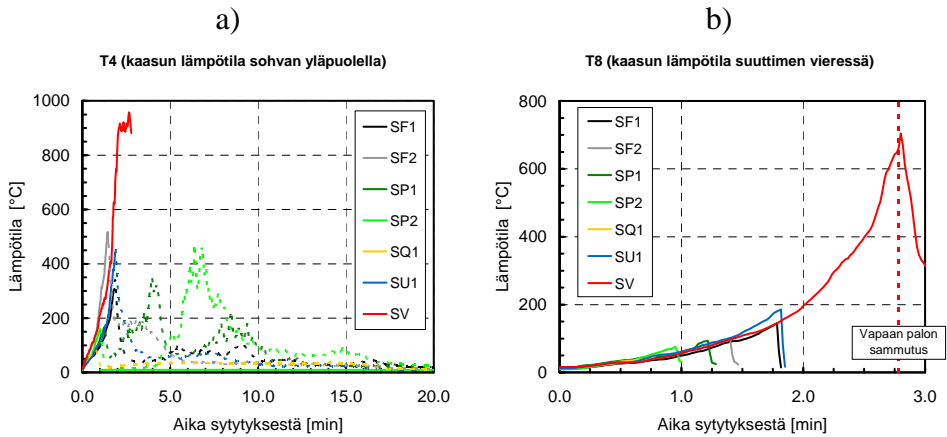 a)
T4 (kaasun lämpötila sohvan yläpuolella)
Lämpötila [°C]
1000
800
600
400
200
0
SF1
SF2
SP1
SP2
SQ1
SU1
SV
0.0 5.0 10.0 15.0 20.0
Aika sytytyksestä [min]
b)
T8 (kaasun lämpötila suuttimen vieressä)
Lämpötila [°C]
800
600
400
200
0
SF1
SF2
SP1
SP2
SQ1
SU1
SV
Vapaan palon
sammutus
0.0 1.0 2.0 3.0
Aika sytytyksestä [min]